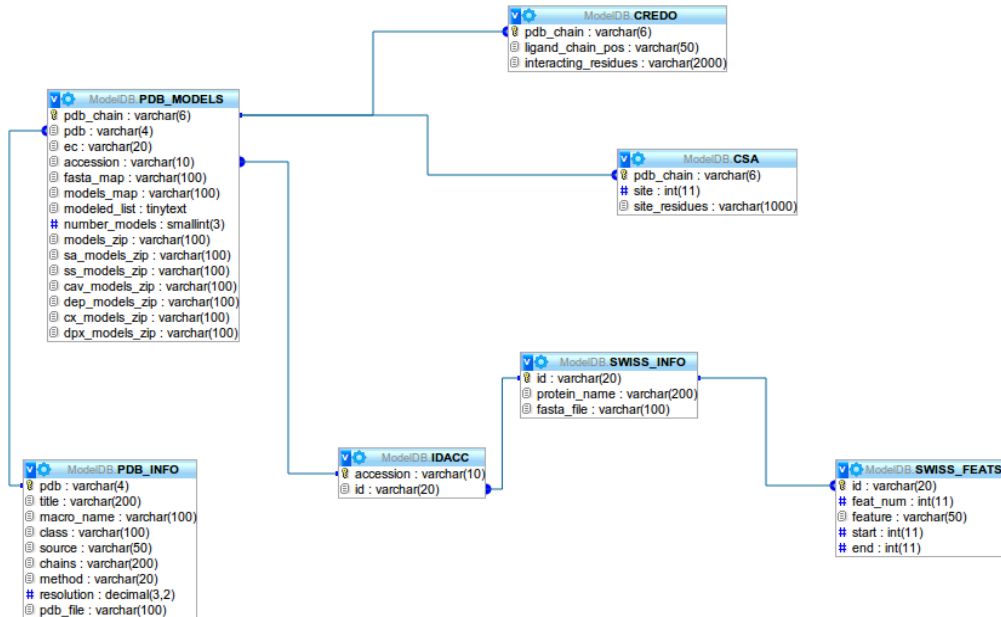 ModelDB.CREDO
pdb_chain : varchar(6)
ligand_chain_pos : varchar(50)
interacting_residues : varchar(2000)
ModelDB.PDB_MODELS
pdb_chain : varchar(6)
pdb : varchar(4)
ec : varchar(20)
accession : varchar(10)
fasta_map : varchar(100)
models_map : varchar(100)
modeled_list : tinytext
# number_models : smallint(3)
models_zip : varchar(100)
sa_models_zip : varchar(100)
ss_models_zip : varchar(100)
cav_models_zip : varchar(100)
dep_models_zip : varchar(100)
cx_models_zip : varchar(100)
dpx_models_zip : varchar(100)
ModelDB.CSA
pdb_chain : varchar(6)
# site : int(11)
site_residues : varchar(1000)
ModelDB.SWISS_INFO
id : varchar(20)
protein_name : varchar(200)
fasta_file : varchar(100)
ModelDB.IDACC
accession : varchar(10)
id : varchar(20)
ModelDB.PDB_INFO
pdb : varchar(4)
title : varchar(200)
macro_name : varchar(100)
class : varchar(100)
source : varchar(50)
chains : varchar(200)
method : varchar(20)
# resolution : decimal(3,2)
pdb_file : varchar(100)
ModelDB.SWISS_FEATS
id : varchar(20)
# feat_num : int(11)
feature : varchar(50)
# start : int(11)
# end : int(11)